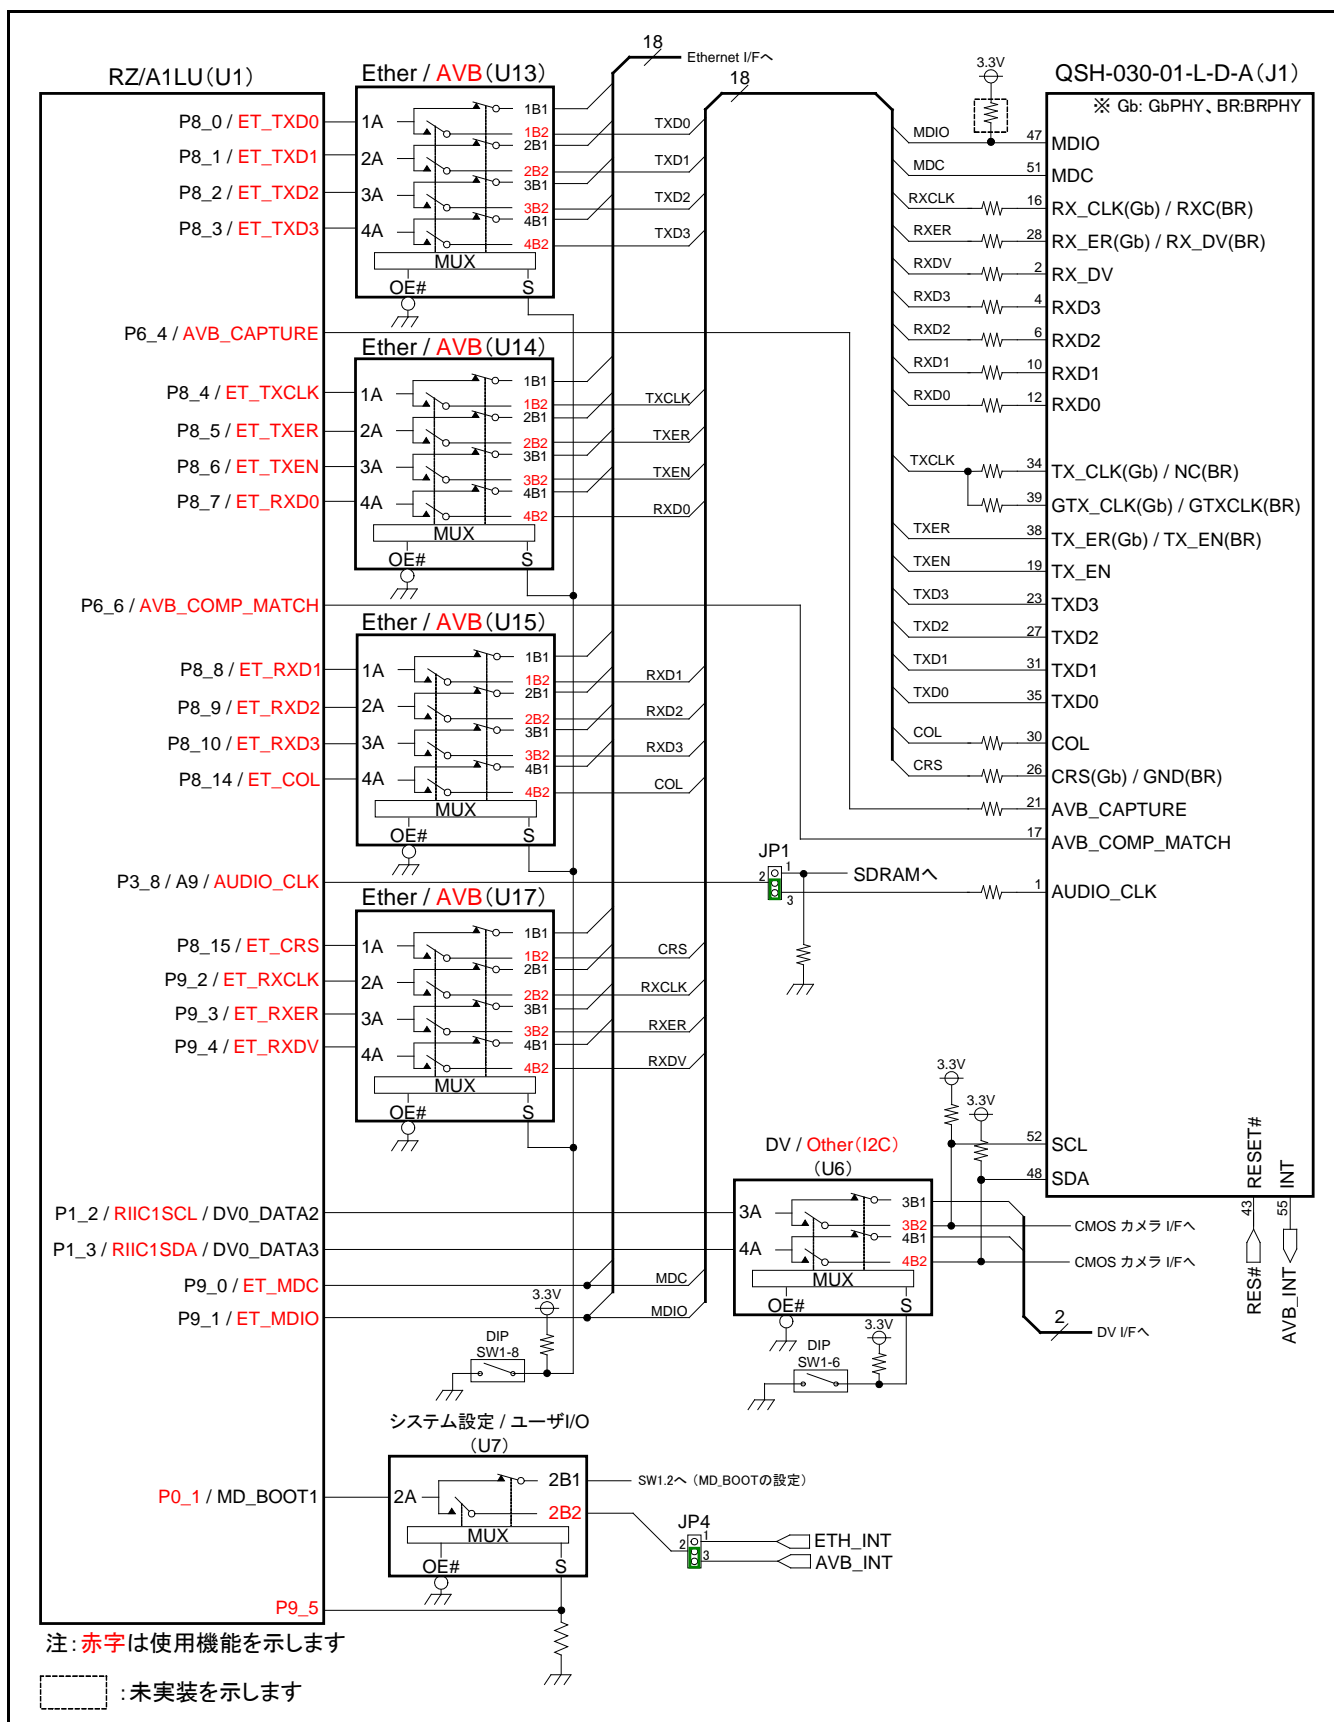 18
Ethernet I/Fへ
RZ/A1LU(U1)
Ether / AVB(U13)
18
3.3V
QSH-030-01-L-D-A(J1)
※ Gb: GbPHY、BR:BRPHY
P8_0 / ET_TXD0
P8_1 / ET_TXD1
P8_2 / ET_TXD2
P8_3 / ET_TXD3
1A
2A
3A
4A
1B1
1B2
2B1
2B2
3B1
3B2
4B1
4B2
MUX
OE#
S
TXD0
TXD1
TXD2
TXD3
P6_4 / AVB_CAPTURE
Ether / AVB(U14)
P8_4 / ET_TXCLK
P8_5 / ET_TXER
P8_6 / ET_TXEN
P8_7 / ET_RXD0
1A
2A
3A
4A
1B1
1B2
2B1
2B2
3B1
3B2
4B1
4B2
MUX
OE#
S
TXCLK
TXER
TXEN
RXD0
P6_6 / AVB_COMP_MATCH
Ether / AVB(U15)
P8_8 / ET_RXD1
P8_9 / ET_RXD2
P8_10 / ET_RXD3
P8_14 / ET_COL
1A
2A
3A
4A
1B1
1B2
2B1
2B2
3B1
3B2
4B1
4B2
MUX
OE#
S
RXD1
RXD2
RXD3
COL
P3_8 / A9 / AUDIO_CLK
Ether / AVB(U17)
P8_15 / ET_CRS
P9_2 / ET_RXCLK
P9_3 / ET_RXER
P9_4 / ET_RXDV
1A
2A
3A
4A
1B1
1B2
2B1
2B2
3B1
3B2
4B1
4B2
MUX
OE#
S
CRS
RXCLK
RXER
RXDV
MDIO 47 MDIO
MDC 51 MDC
RXCLK 16 RX_CLK(Gb) / RXC(BR)
RXER 28 RX_ER(Gb) / RX_DV(BR)
RXDV 2 RX_DV
RXD3 4 RXD3
RXD2 6 RXD2
RXD1 10 RXD1
RXD0 12 RXD0
TXCLK 34 TX_CLK(Gb) / NC(BR)
39 GTX_CLK(Gb) / GTXCLK(BR)
TXER 38 TX_ER(Gb) / TX_EN(BR)
TXEN 19 TX_EN
TXD3 23 TXD3
TXD2 27 TXD2
TXD1 31 TXD1
TXD0 35 TXD0
COL 30 COL
CRS 26 CRS(Gb) / GND(BR)
21 AVB_CAPTURE
17 AVB_COMP_MATCH
JP1
1
2
3
SDRAMへ
1 AUDIO_CLK
3.3V
3.3V
52 SCL
48 SDA
RESET#
INT
43
55
RES#
AVB_INT
DV / Other(I2C)
(U6)
P1_2 / RIIC1SCL / DV0_DATA2
P1_3 / RIIC1SDA / DV0_DATA3
3A
4A
3B1
3B2
4B1
4B2
MUX
OE#
S
CMOS カメラ I/Fへ
CMOS カメラ I/Fへ
2
DV I/Fへ
P9_0 / ET_MDC
P9_1 / ET_MDIO
MDC
MDIO
3.3V
DIP
SW1-8
3.3V
DIP
SW1-6
システム設定 / ユーザI/O
(U7)
P0_1 / MD_BOOT1
2A
2B1
2B2
MUX
OE#
S
SW1.2へ (MD_BOOTの設定)
JP4
1
2
3
ETH_INT
AVB_INT
P9_5
注:赤字は使用機能を示します
:未実装を示します